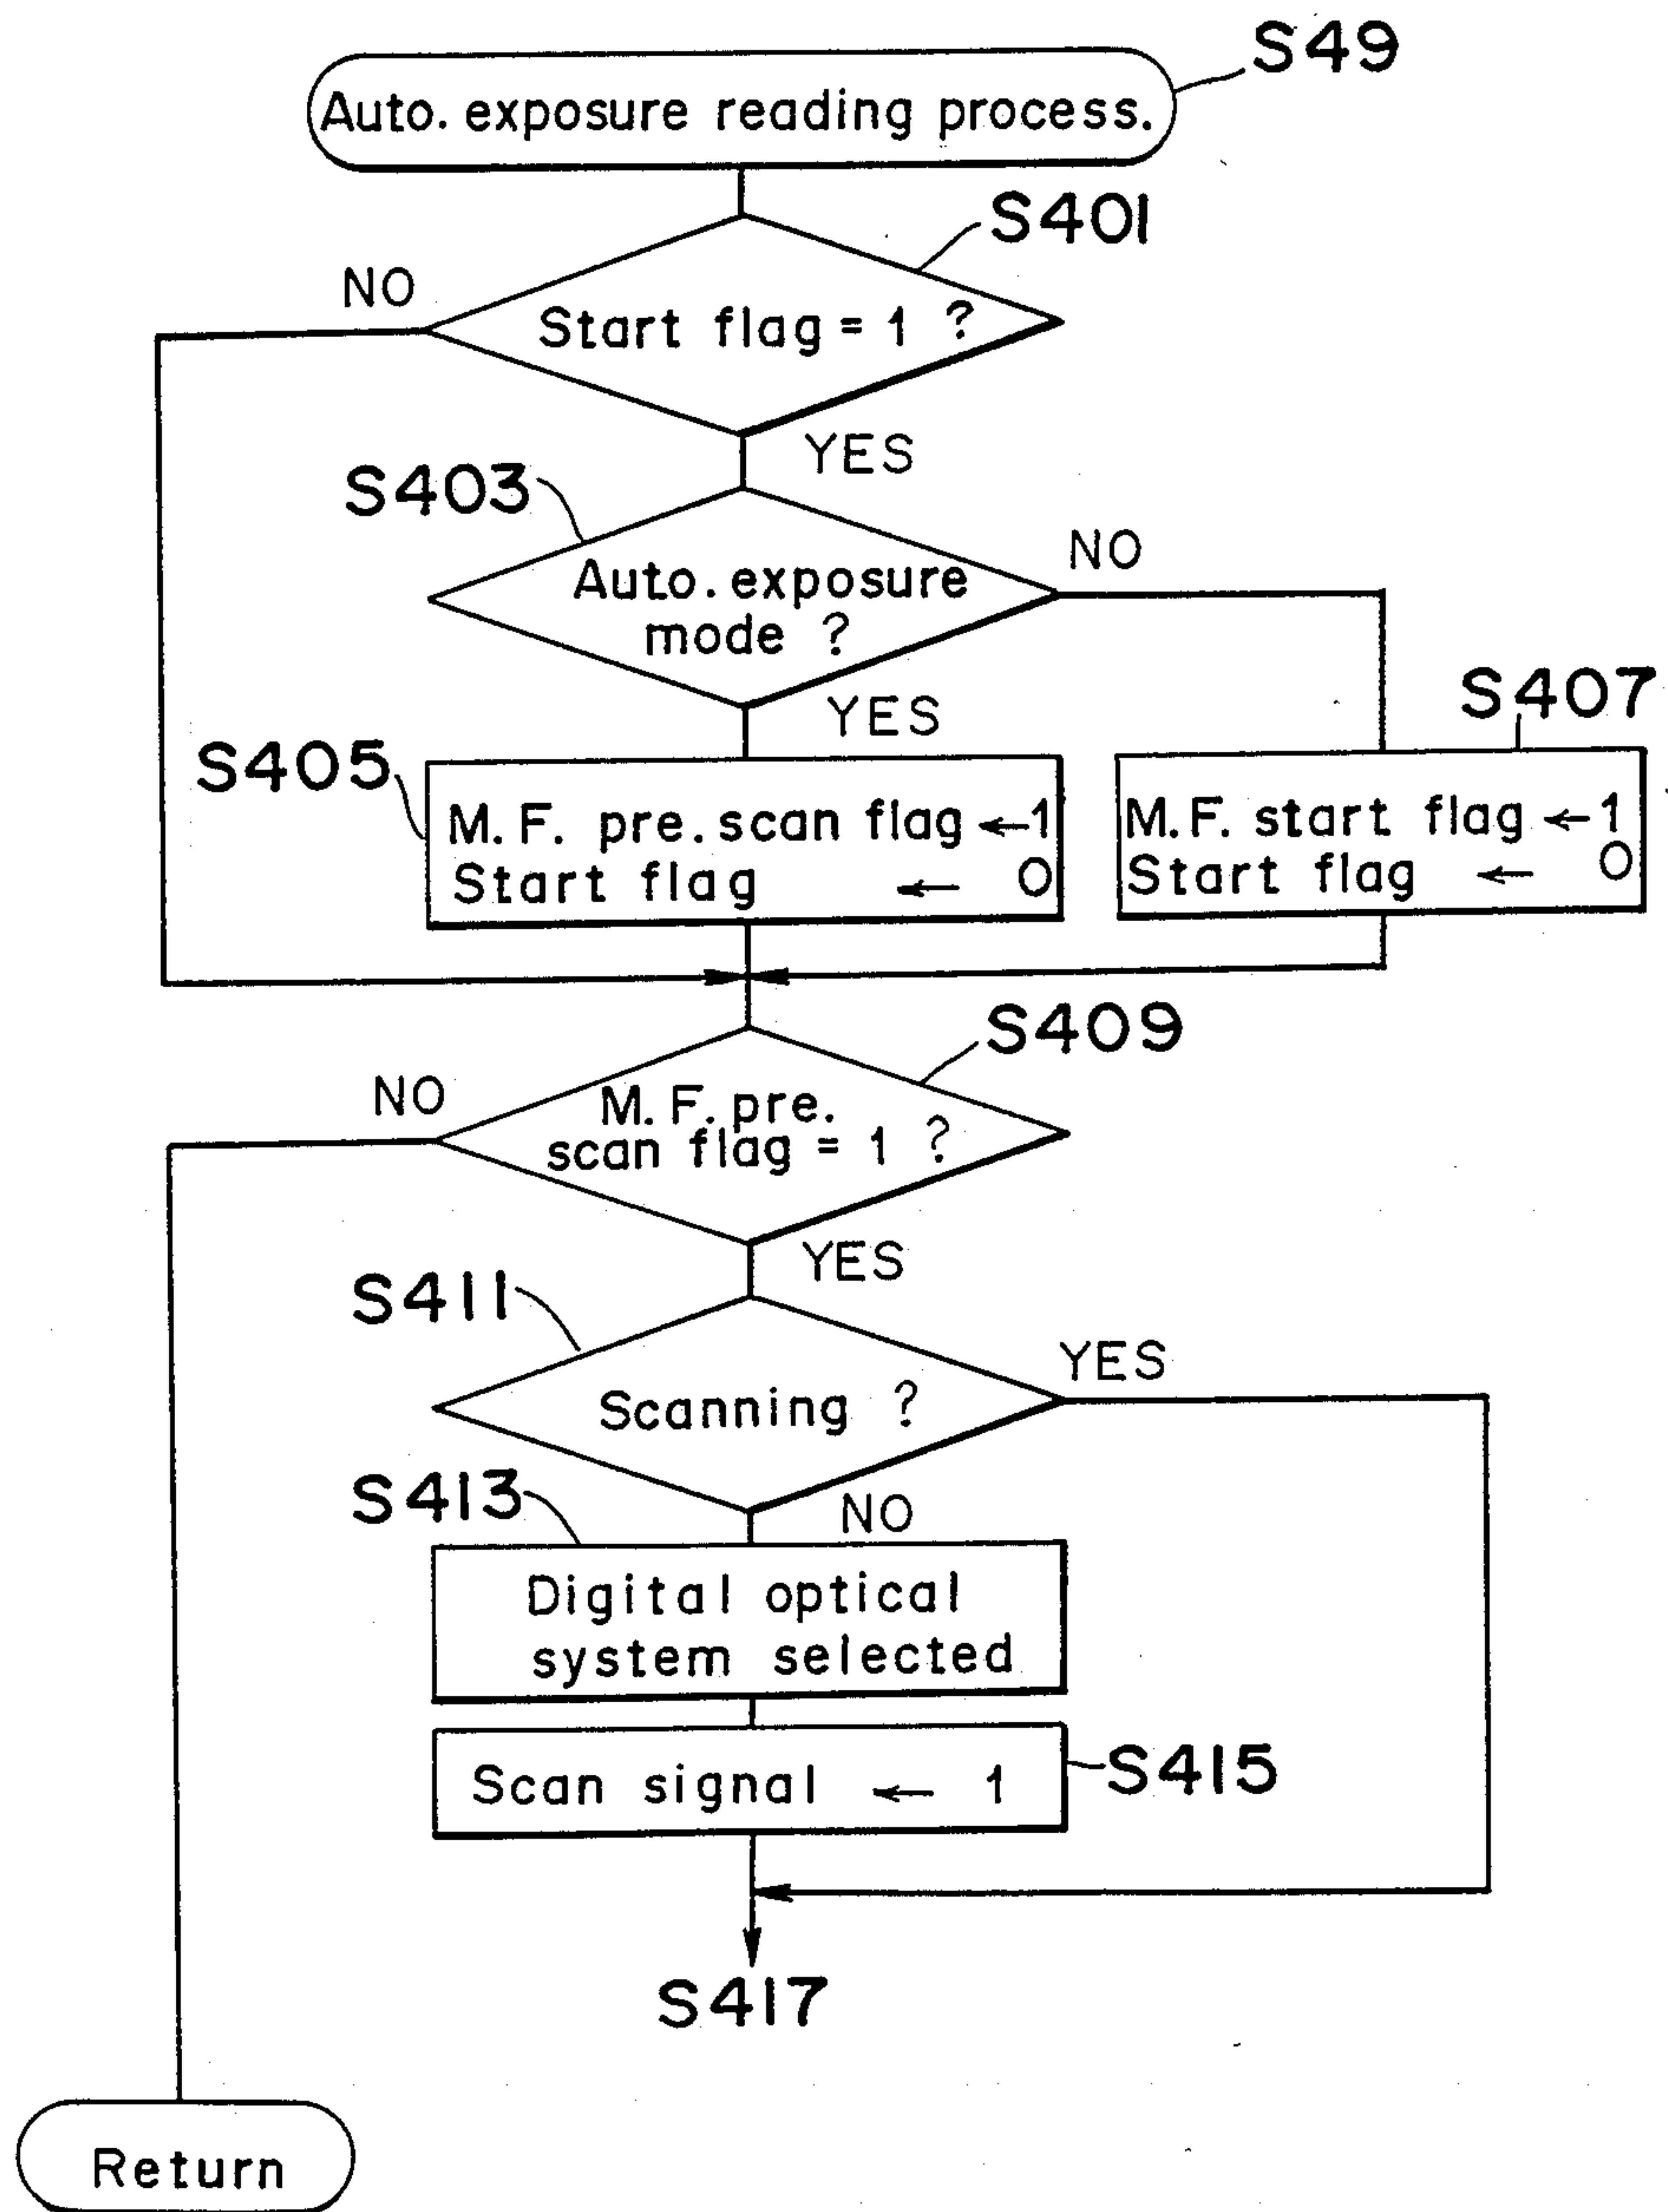 S49
Auto. exposure reading process.
S401
NO
Start flag = 1 ?
YES
S403
NO
Auto. exposure
mode ?
YES
S407
S405
M. F. pre. scan flag ← 1
Start flag ← 0
M. F. start flag ← 1
Start flag ← 0
S409
NO
M. F. pre.
scan flag = 1 ?
YES
S411
YES
Scanning ?
S413
NO
Digital optical
system selected
Scan signal ← 1
S415
S417
Return